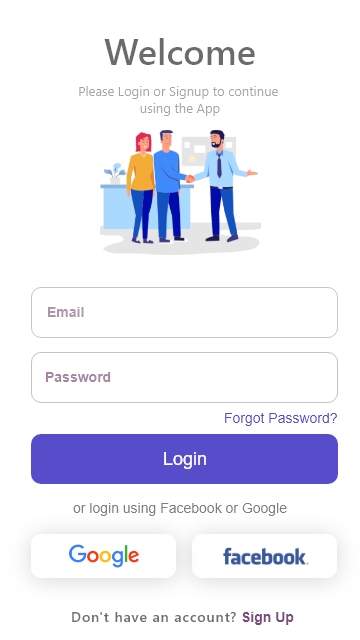 Welcome
Please Login or Signup to continue
using the App
Email
Password
Forgot Password?
Login
or login using Facebook or Google
Google facebook.
Don't have an account? Sign Up